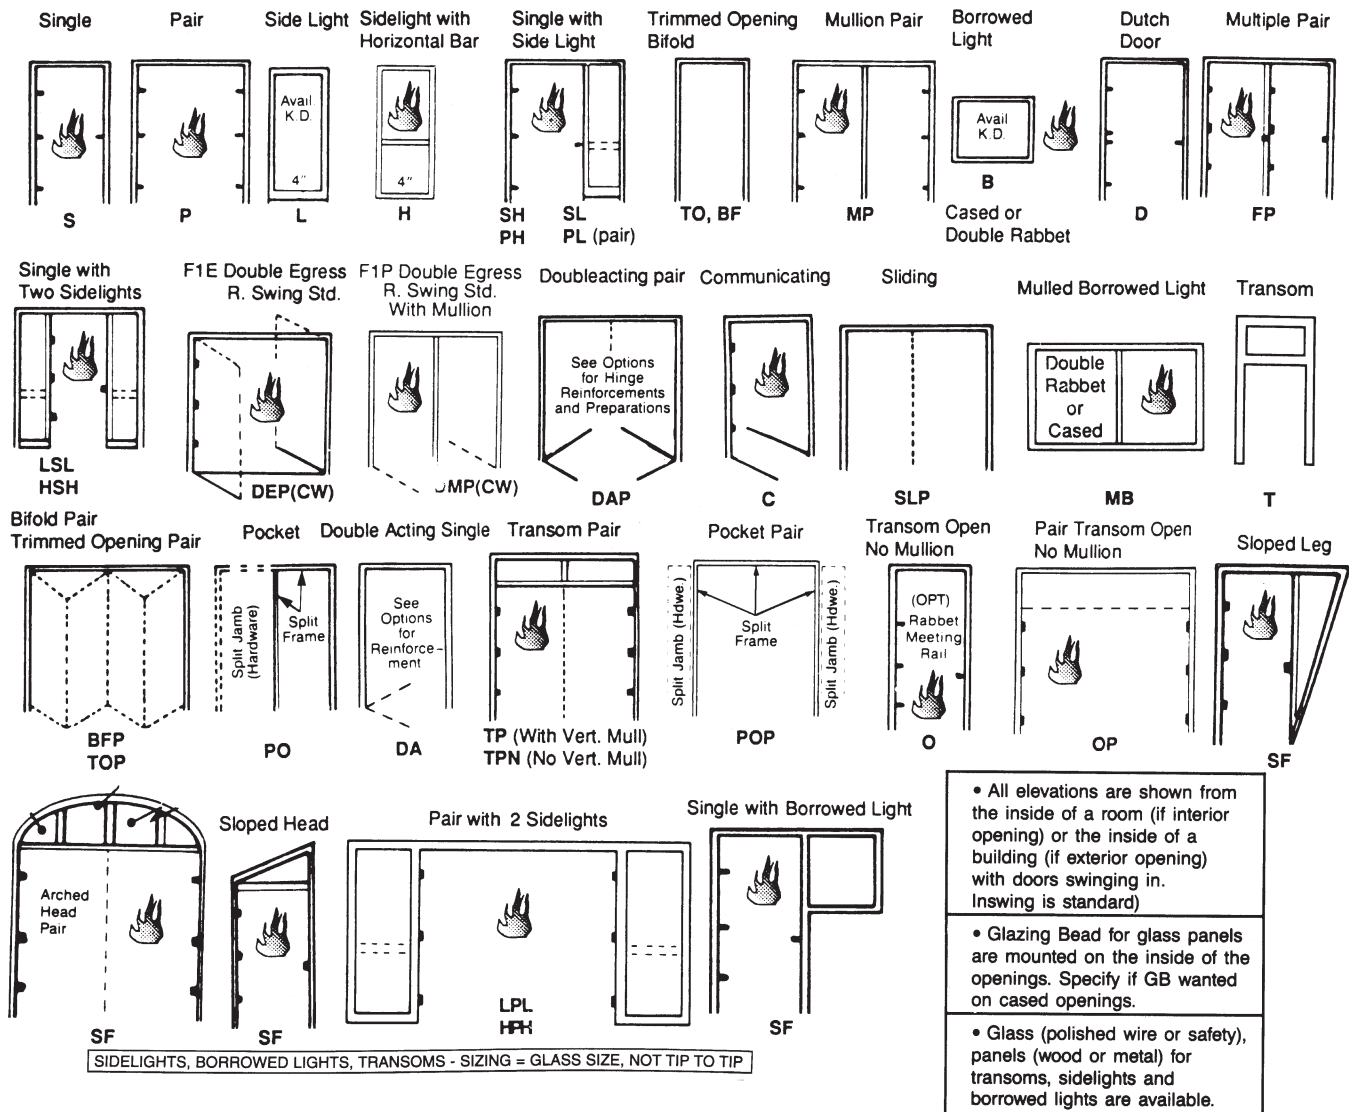 Single
Pair
Side Light
Sidelight with
Horizontal Bar
Single with
Side Light
Trimmed Opening
Bifold
Mullion Pair
Borrowed
Light
Dutch
Door
Multiple Pair
Avail.
K.D.
4"
4"
Avail
K.D.
S
P
L
H
SH SL
PH PL (pair)
TO, BF
MP
B
Cased or
Double Rabbet
D
FP
Single with
Two Sidelights
F1E Double Egress
R. Swing Std.
F1P Double Egress
R. Swing Std.
With Mullion
Doubleacting pair
Communicating
Sliding
Mulled Borrowed Light
Transom
See Options
for Hinge
Reinforcements
and Preparations
Double
Rabbet
or
Cased
LSL
HSH
DEP(CW)
MP(CW)
DAP
C
SLP
MB
T
Bifold Pair
Trimmed Opening Pair
Pocket
Double Acting Single
Transom Pair
Pocket Pair
Transom Open
No Mullion
Pair Transom Open
No Mullion
Sloped Leg
Split Jamb
(Hardware)
Split
Frame
See
Options
for
Reinforce-
ment
Split Jamb (Hdwe.)
Split
Frame
Split Jamb (Hdwe.)
(OPT)
Rabbet
Meeting
Rail
BFP
TOP
PO
DA
TP (With Vert. Mull)
TPN (No Vert. Mull)
POP
O
OP
SF
Sloped Head
Pair with 2 Sidelights
Single with Borrowed Light
Arched
Head
Pair
SF
SF
LPL
HPH
SF
SIDELIGHTS, BORROWED LIGHTS, TRANSOMS - SIZING = GLASS SIZE, NOT TIP TO TIP
• All elevations are shown from
the inside of a room (if interior
opening) or the inside of a
building (if exterior opening)
with doors swinging in.
Inswing is standard)
• Glazing Bead for glass panels
are mounted on the inside of the
openings. Specify if GB wanted
on cased openings.
• Glass (polished wire or safety),
panels (wood or metal) for
transoms, sidelights and
borrowed lights are available.